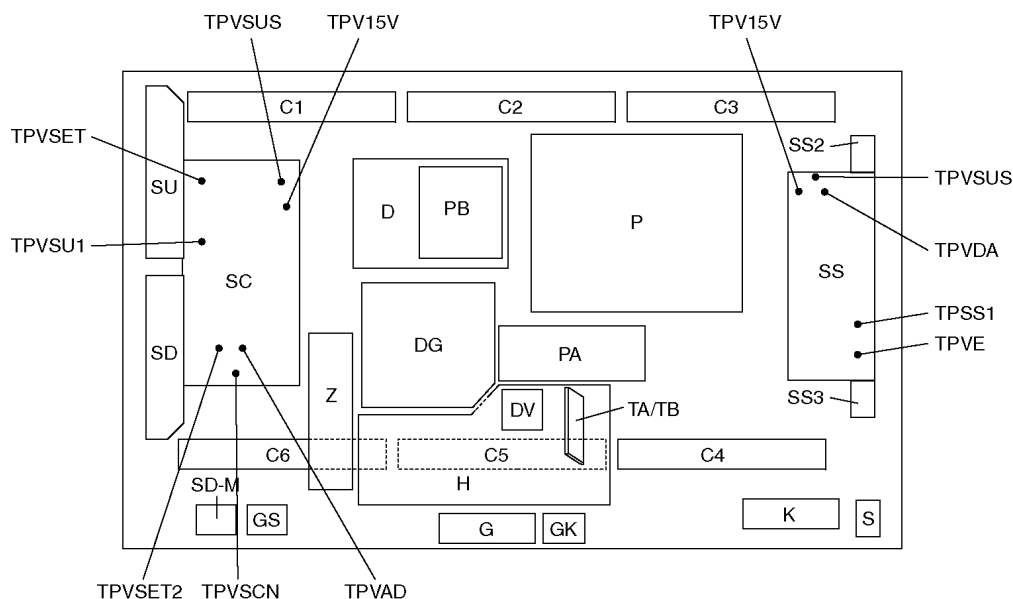 TPVSUS TPV15V TPV15V
C1 C2 C3
TPVSET SS2
SU D PB P TPVSUS
TPVSU1 TPVDA
SC SS
TPSS1
SD DG PA TPVE
Z DV TA/TB SS3
C6 C5 C4
SD-M H
GS G GK K S
TPVSET2 TPVSCN TPVAD